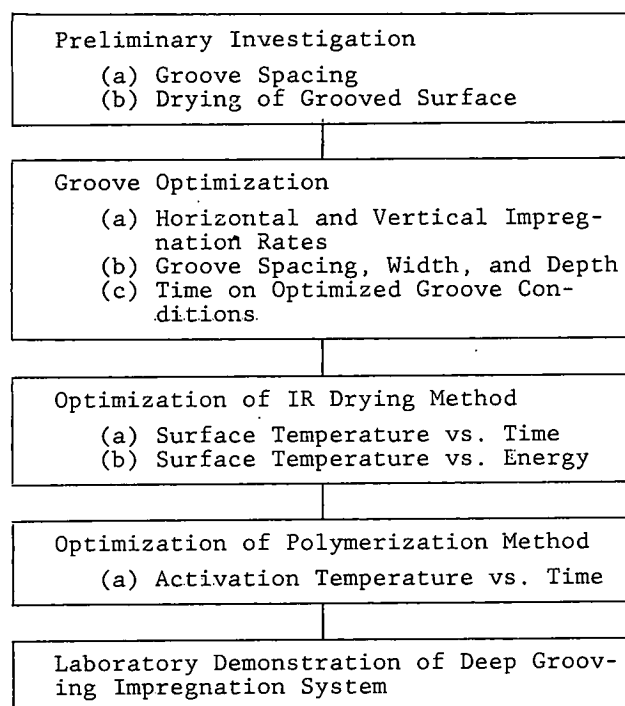 Preliminary Investigation
(a) Groove Spacing
(b) Drying of Grooved Surface
Groove Optimization
(a) Horizontal and Vertical Impreg-
nation Rates
(b) Groove Spacing, Width, and Depth
(c) Time on Optimized Groove Con-
ditions
Optimization of IR Drying Method
(a) Surface Temperature vs. Time
(b) Surface Temperature vs. Energy
Optimization of Polymerization Method
(a) Activation Temperature vs. Time
Laboratory Demonstration of Deep Groov-
ing Impregnation System